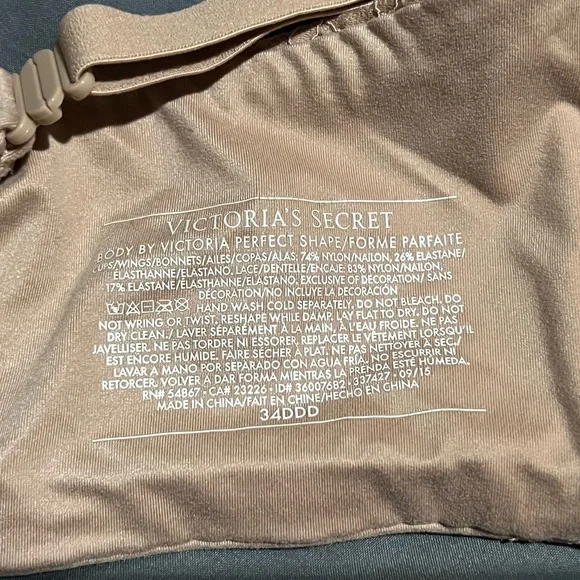 VICTORIA'S SECRET
BODY BY VICTORIA PERFECT SHAPE/FORME PARFAITE
CUPS/WINGS/BONNETS/AILES/COPAS/ALAS: 74% NYLON/NAILON, 26% ELASTANE/
ÉLASTHANNE/ELASTANO. LACE/DENTELLE/ENCAJE: 83% NYLON/NAILON,
17% ELASTANE/ÉLASTHANNE/ELASTANO. EXCLUSIVE OF DECORATION/ SANS
DÉCORATION/NO INCLUYE LA DECORACIÓN
HAND WASH COLD SEPARATELY. DO NOT BLEACH. DO
NOT WRING OR TWIST. RESHAPE WHILE DAMP. LAY FLAT TO DRY. DO NOT
DRY CLEAN./ LAVER SÉPARÉMENT À LA MAIN, À L'EAU FROIDE. NE PAS
JAVELLISER. NE PAS TORDRE NI ESSORER. REPLACER LE VÊTEMENT LORSQU'IL
EST ENCORE HUMIDE. FAIRE SÉCHER À PLAT. NE PAS NETTOYER À SEC./
LAVAR A MANO POR SEPARADO CON AGUA FRÍA. NO ESCURRIR NI
RETORCER. VOLVER A DAR FORMA MIENTRAS LA PRENDA ESTÉ HÚMEDA.
RN# 54867 • CA# 23226 • ID# 36007682 • 337427 • 09/15
MADE IN CHINA/FAIT EN CHINE/HECHO EN CHINA
34DDD